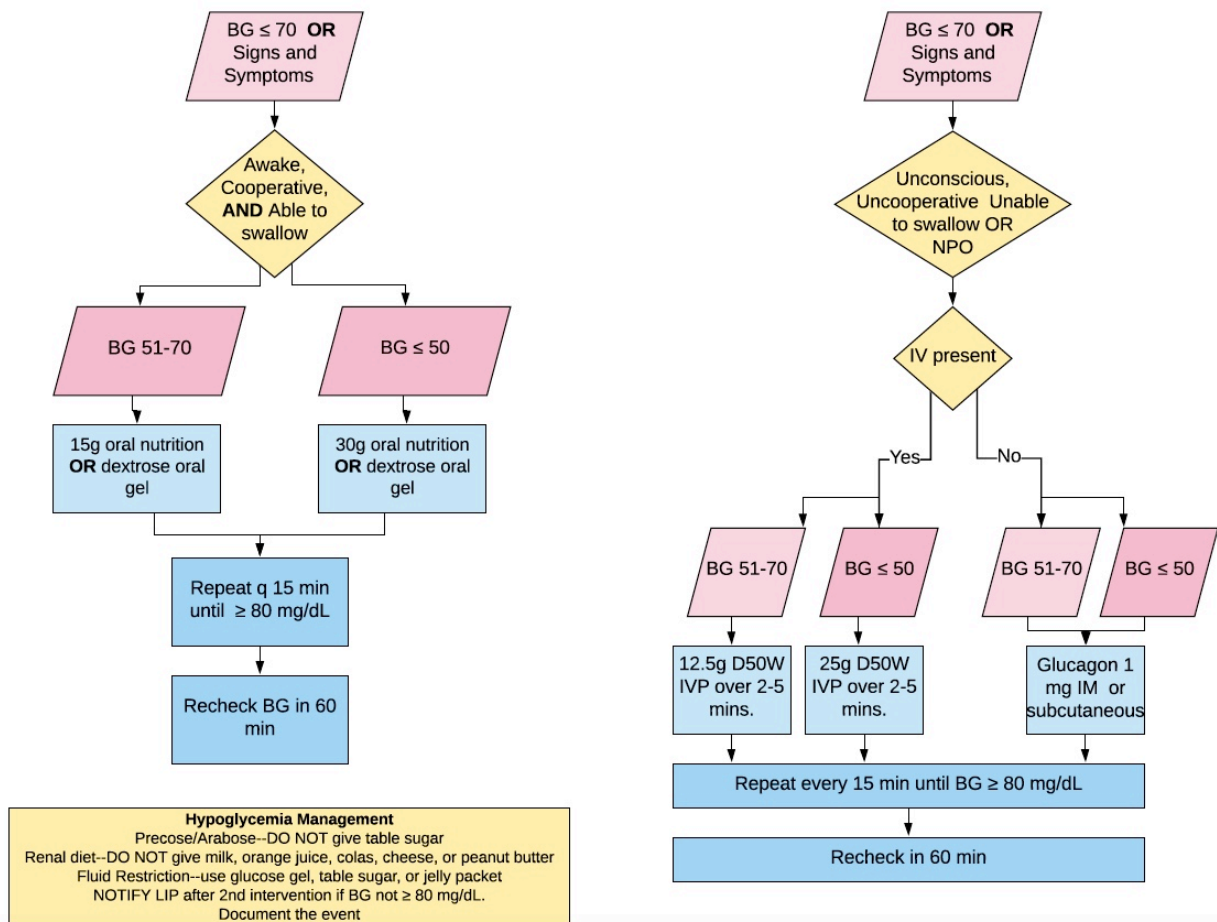 BG ≤ 70 OR
Signs and
Symptoms
Awake,
Cooperative,
AND Able to
swallow
BG 51-70
BG ≤ 50
15g oral nutrition
OR dextrose oral
gel
30g oral nutrition
OR dextrose oral
gel
Repeat q 15 min
until ≥ 80 mg/dL
Recheck BG in 60
min
Hypoglycemia Management
Precose/Arabose--DO NOT give table sugar
Renal diet--DO NOT give milk, orange juice, colas, cheese, or peanut butter
Fluid Restriction--use glucose gel, table sugar, or jelly packet
NOTIFY LIP after 2nd intervention if BG not ≥ 80 mg/dL.
Document the event
BG ≤ 70 OR
Signs and
Symptoms
Unconscious,
Uncooperative Unable
to swallow OR
NPO
IV present
Yes
No
BG 51-70
BG ≤ 50
BG 51-70
BG ≤ 50
12.5g D50W
IVP over 2-5
mins.
25g D50W
IVP over 2-5
mins.
Glucagon 1
mg IM or
subcutaneous
Repeat every 15 min until BG ≥ 80 mg/dL
Recheck in 60 min